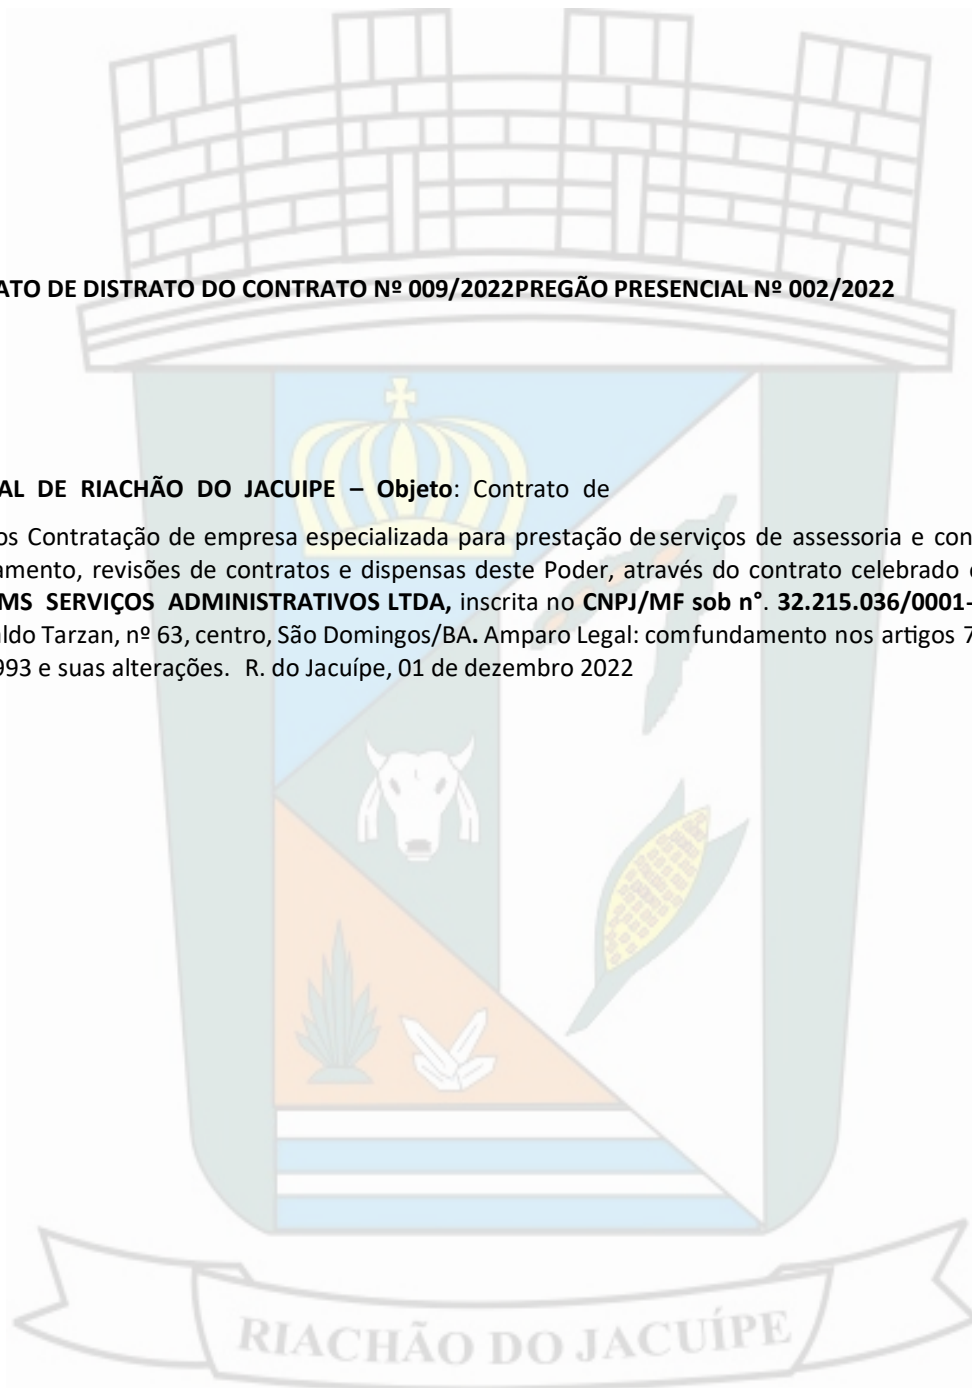 ATO DE DISTRATO DO CONTRATO Nº 009/2022PREGÃO PRESENCIAL Nº 002/2022
AL DE RIACHÃO DO JACUIPE – Objeto: Contrato de
os Contratação de empresa especializada para prestação de serviços de assessoria e con
amento, revisões de contratos e dispensas deste Poder, através do contrato celebrado
MS SERVIÇOS ADMINISTRATIVOS LTDA, inscrita no CNPJ/MF sob n°. 32.215.036/0001-
aldo Tarzan, nº 63, centro, São Domingos/BA. Amparo Legal: com fundamento nos artigos 7
993 e suas alterações. R. do Jacuípe, 01 de dezembro 2022
RIACHÃO DO JACUÍPE